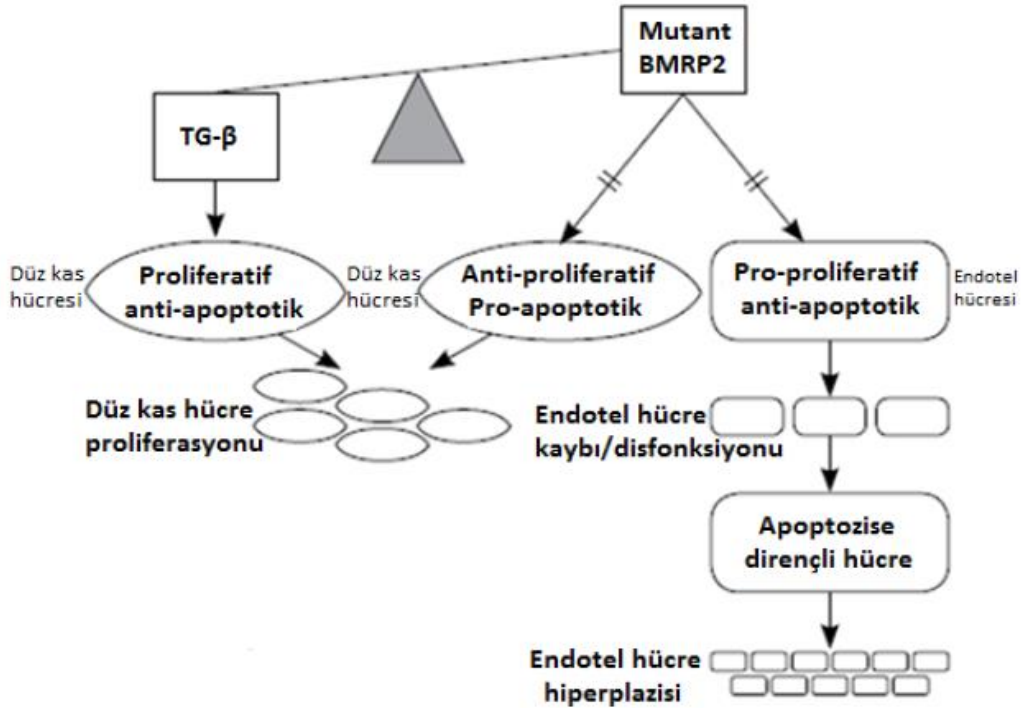 Mutant
BMRP2
TG-β
Düz kas
hücresi
Proliferatif
anti-apoptotik
Düz kas
hücresi
Anti-proliferatif
Pro-apoptotik
Pro-proliferatif
anti-apoptotik
Endotel
hücresi
Düz kas hücre
proliferasyonu
Endotel hücre
kaybı/disfonksiyonu
Apoptozise
dirençli hücre
Endotel hücre
hiperplazisi